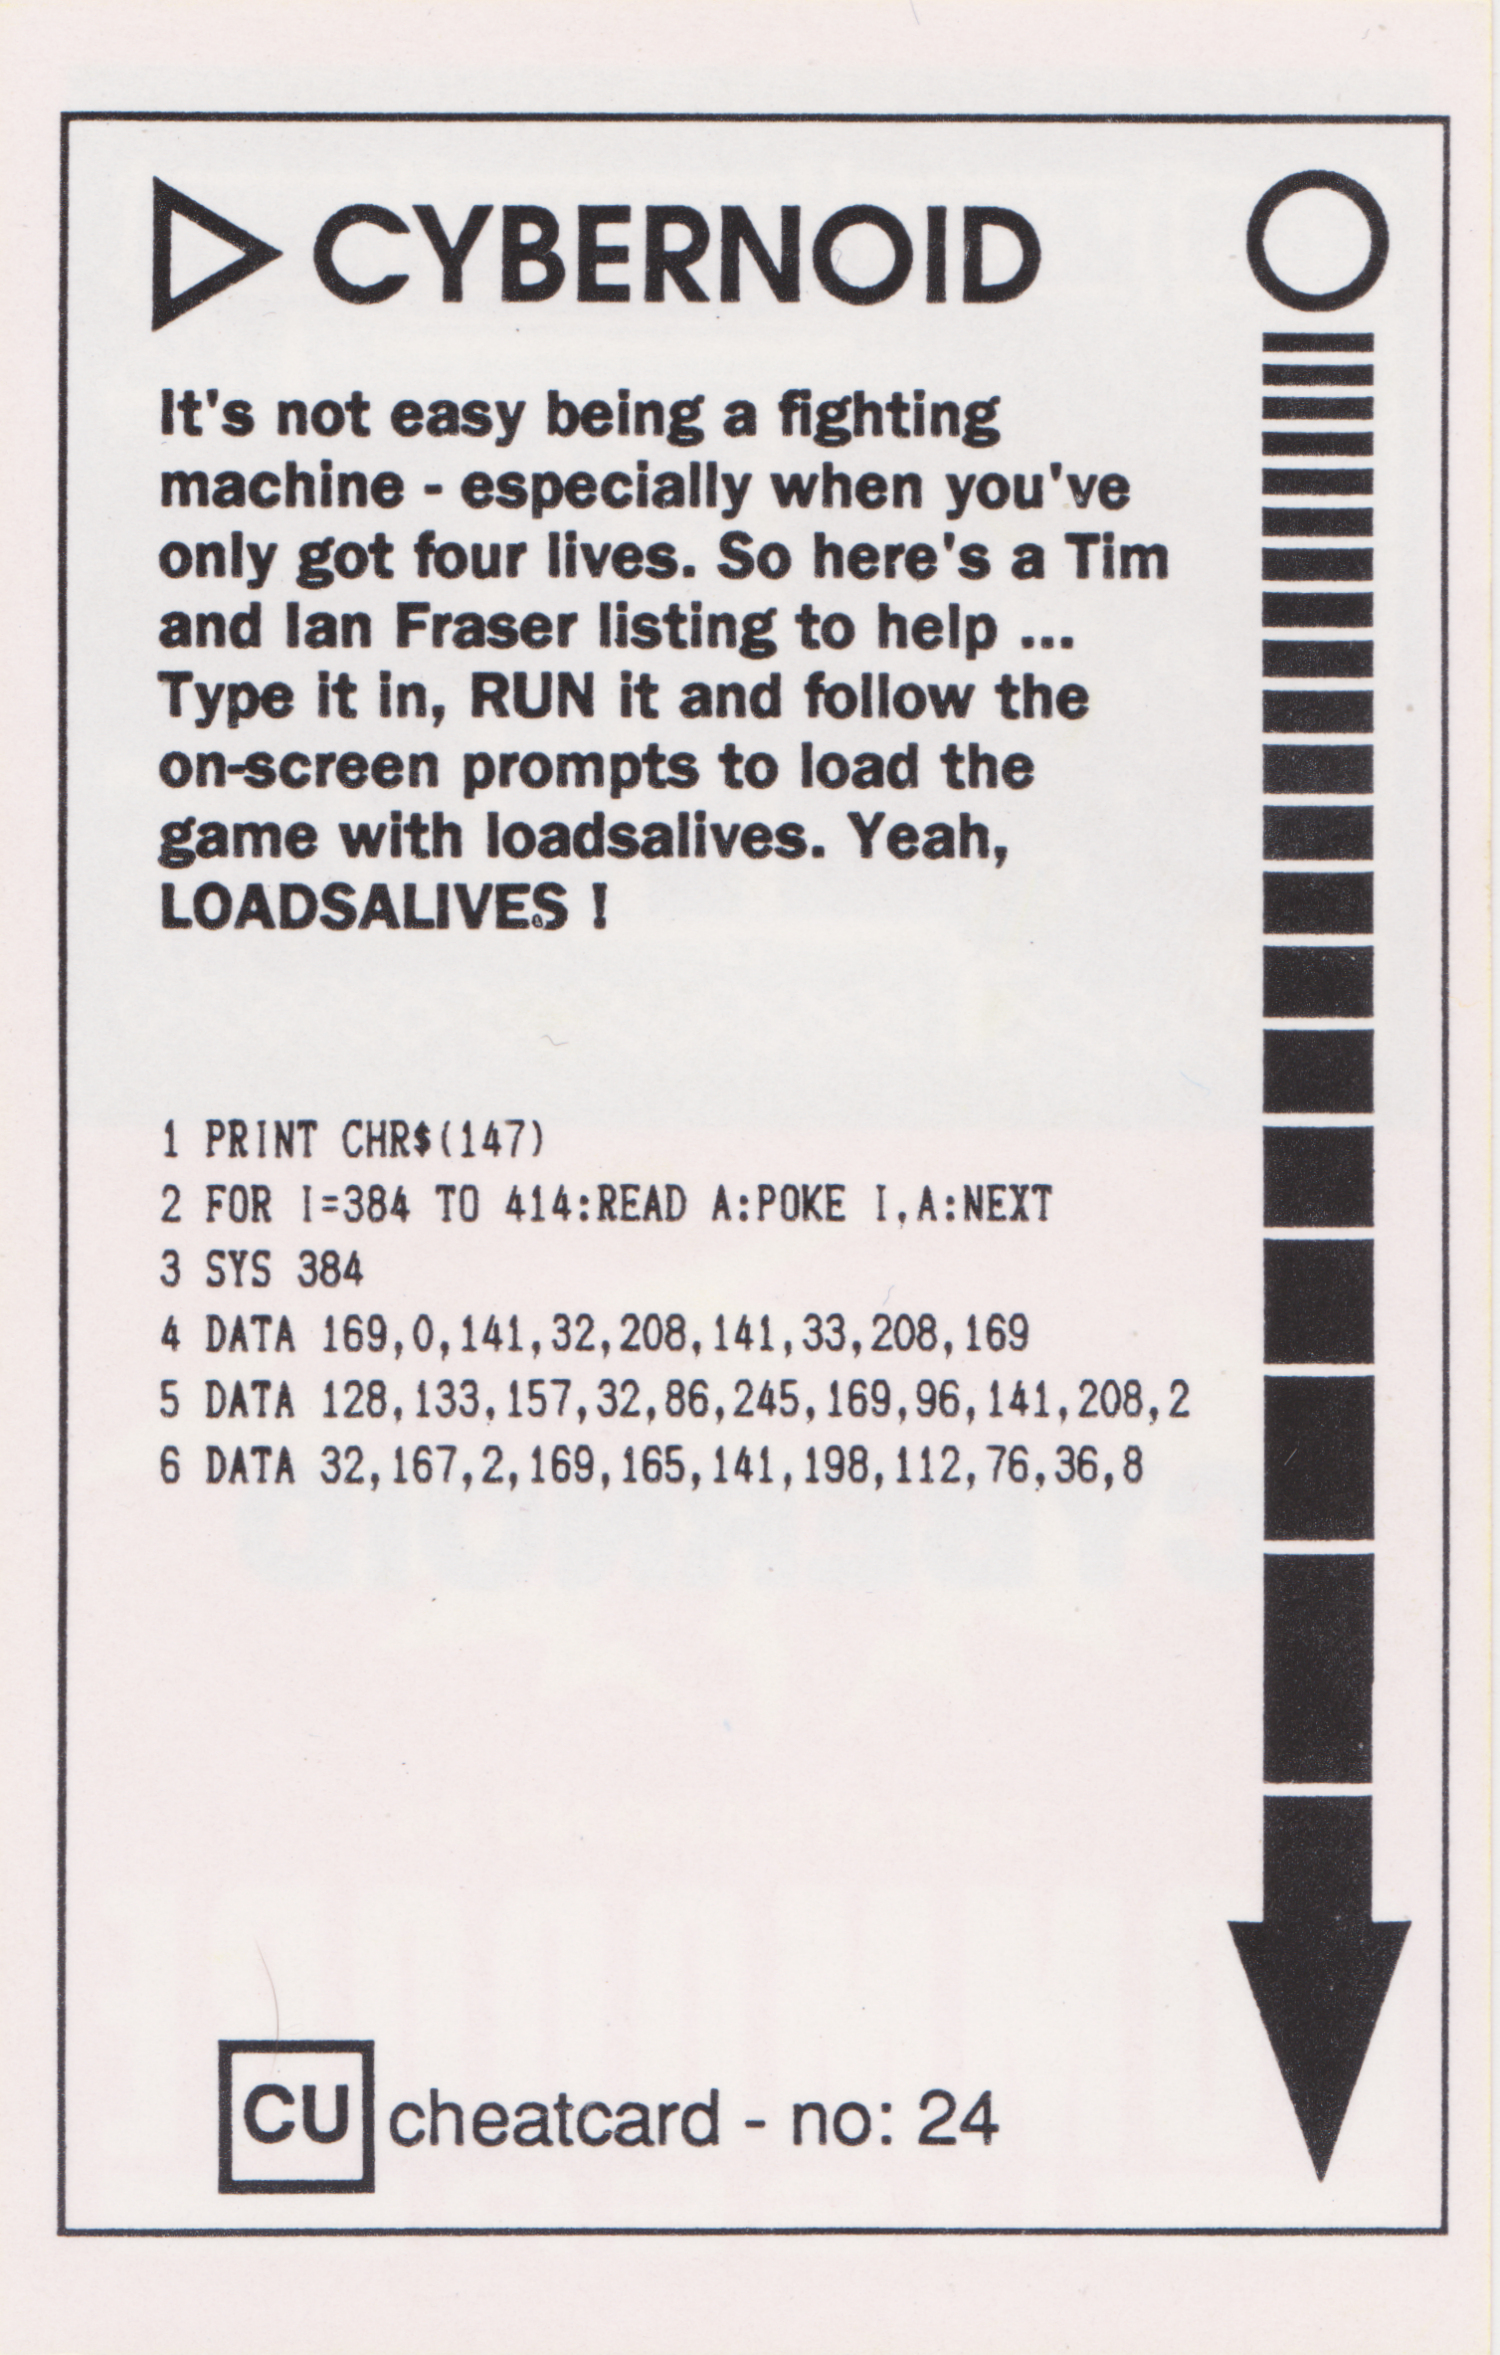 CYBERNOID
It's not easy being a fighting
machine - especially when you've
only got four lives. So here's a Tim
and Ian Fraser listing to help ...
Type it in, RUN it and follow the
on-screen prompts to load the
game with loadsalives. Yeah,
LOADSALIVES !
1 PRINT CHR$(147)
2 FOR I=384 TO 414:READ A:POKE I,A:NEXT
3 SYS 384
4 DATA 169,0,141,32,208,141,33,208,169
5 DATA 128,133,157,32,86,245,169,96,141,208,2
6 DATA 32,167,2,169,165,141,198,112,76,36,8
CU cheatcard - no: 24